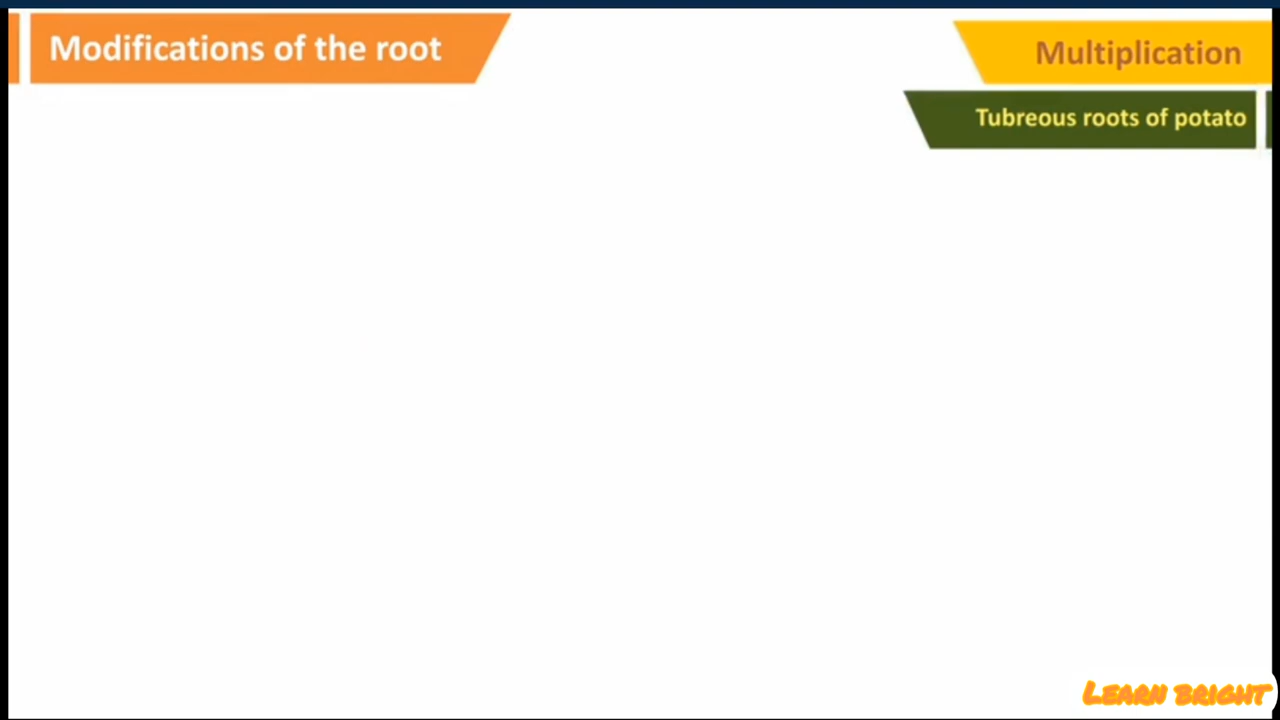 Modifications of the root
Multiplication
Tubreous roots of potato
Learn bright